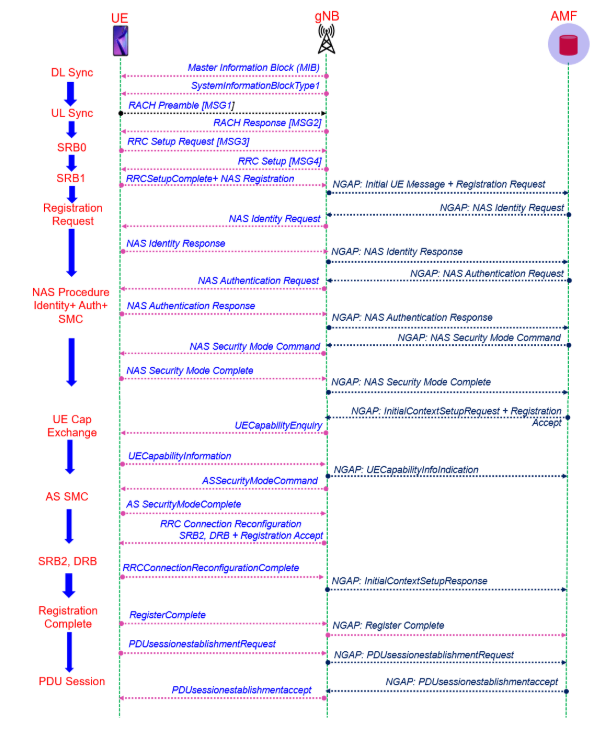 UE
gNB
AMF
Master Information Block (MIB)
DL Sync
SystemInformationBlockType1
RACH Preamble [MSG1]
UL Sync
RACH Response [MSG2]
RRC Setup Request [MSG3]
SRB0
RRC Setup [MSG4]
SRB1
RRCSetupComplete+ NAS Registration
NGAP: Initial UE Message + Registration Request
NGAP: NAS Identity Request
Registration
Request
NAS Identity Request
NAS Identity Response
NGAP: NAS Identity Response
NGAP: NAS Authentication Request
NAS Authentication Request
NAS Procedure
Identity+ Auth+
SMC
NAS Authentication Response
NGAP: NAS Authentication Response
NGAP: NAS Security Mode Command
NAS Security Mode Command
NAS Security Mode Complete
NGAP: NAS Security Mode Complete
NGAP: InitialContextSetupRequest + Registration
Accept
UE Cap
Exchange
UECapabilityEnquiry
UECapabilityInformation
NGAP: UECapabilityInfoIndication
ASSecurityModeCommand
AS SMC
AS SecurityModeComplete
RRC Connection Reconfiguration
SRB2, DRB + Registration Accept
SRB2, DRB
RRCConnectionReconfigurationComplete
NGAP: InitialContextSetupResponse
Registration
Complete
RegisterComplete
NGAP: Register Complete
PDUsessionestablishmentRequest
NGAP: PDUsessionestablishmentRequest
PDU Session
NGAP: PDUsessionestablishmentaccept
PDUsessionestablishmentaccept